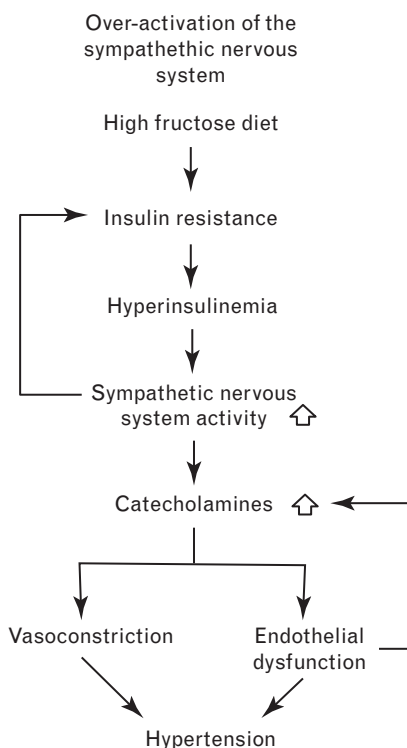 Over-activation of the
sympathethic nervous
system
High fructose diet
Insulin resistance
Hyperinsulinemia
Sympathetic nervous
system activity
Catecholamines
Vasoconstriction
Endothelial
dysfunction
Hypertension